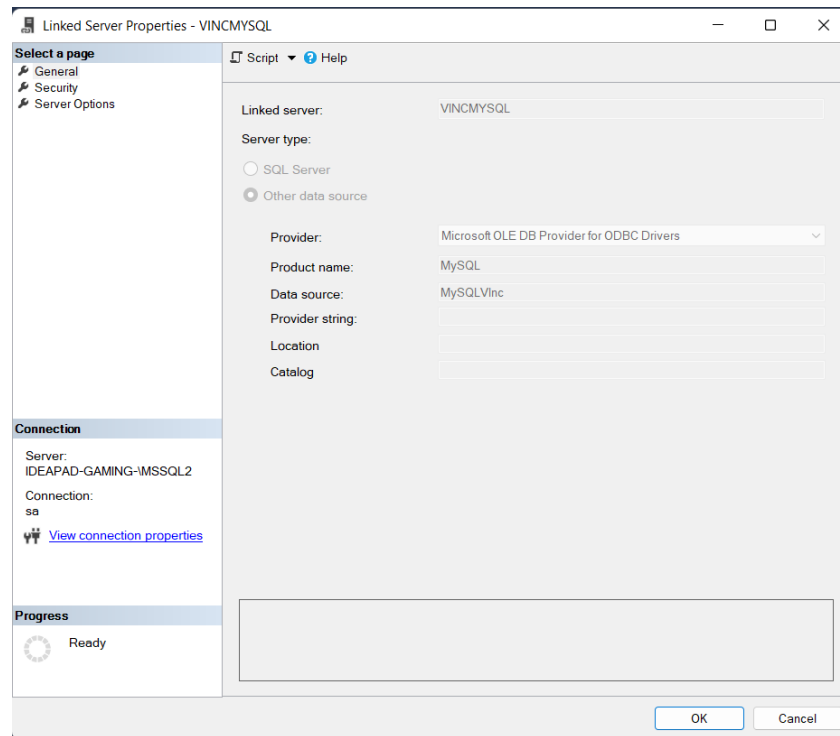 Linked Server Properties - VINCMYSQL
Select a page
General
Security
Server Options
Script
Help
Linked server:
VINCMYSQL
Server type:
SQL Server
Other data source
Provider:
Microsoft OLE DB Provider for ODBC Drivers
Product name:
MySQL
Data source:
MySQLVInc
Provider string:
Location
Catalog
Connection
Server:
IDEAPAD-GAMING-\MSSQL2
Connection:
sa
View connection properties
Progress
Ready
OK
Cancel